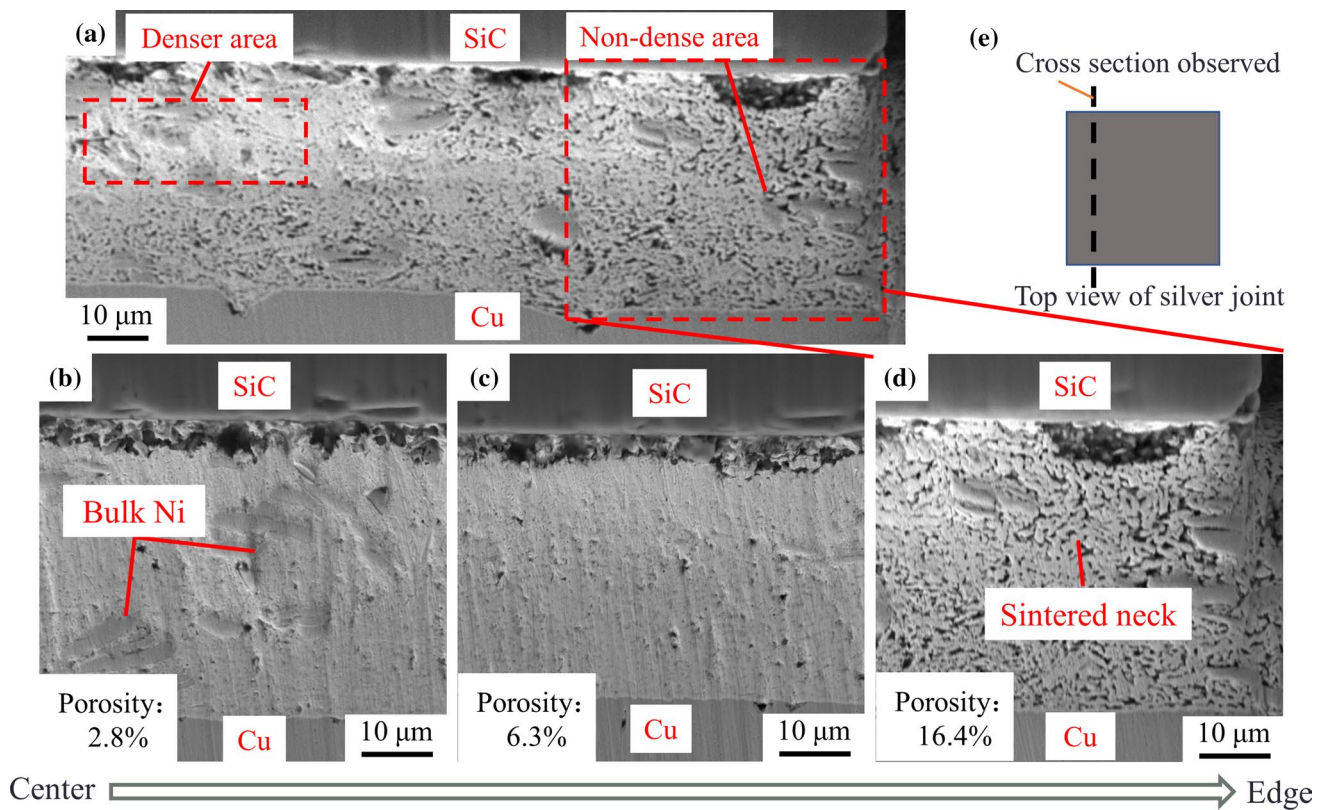 (a)
Denser area
SiC
Non-dense area
(e)
Cross section observed
Top view of silver joint
Cu
10 μm
(b)
SiC
Bulk Ni
Porosity:
2.8%
Cu
10 μm
(c)
SiC
Porosity:
6.3%
Cu
10 μm
(d)
SiC
Sintered neck
Porosity:
16.4%
Cu
10 μm
Center
Edge